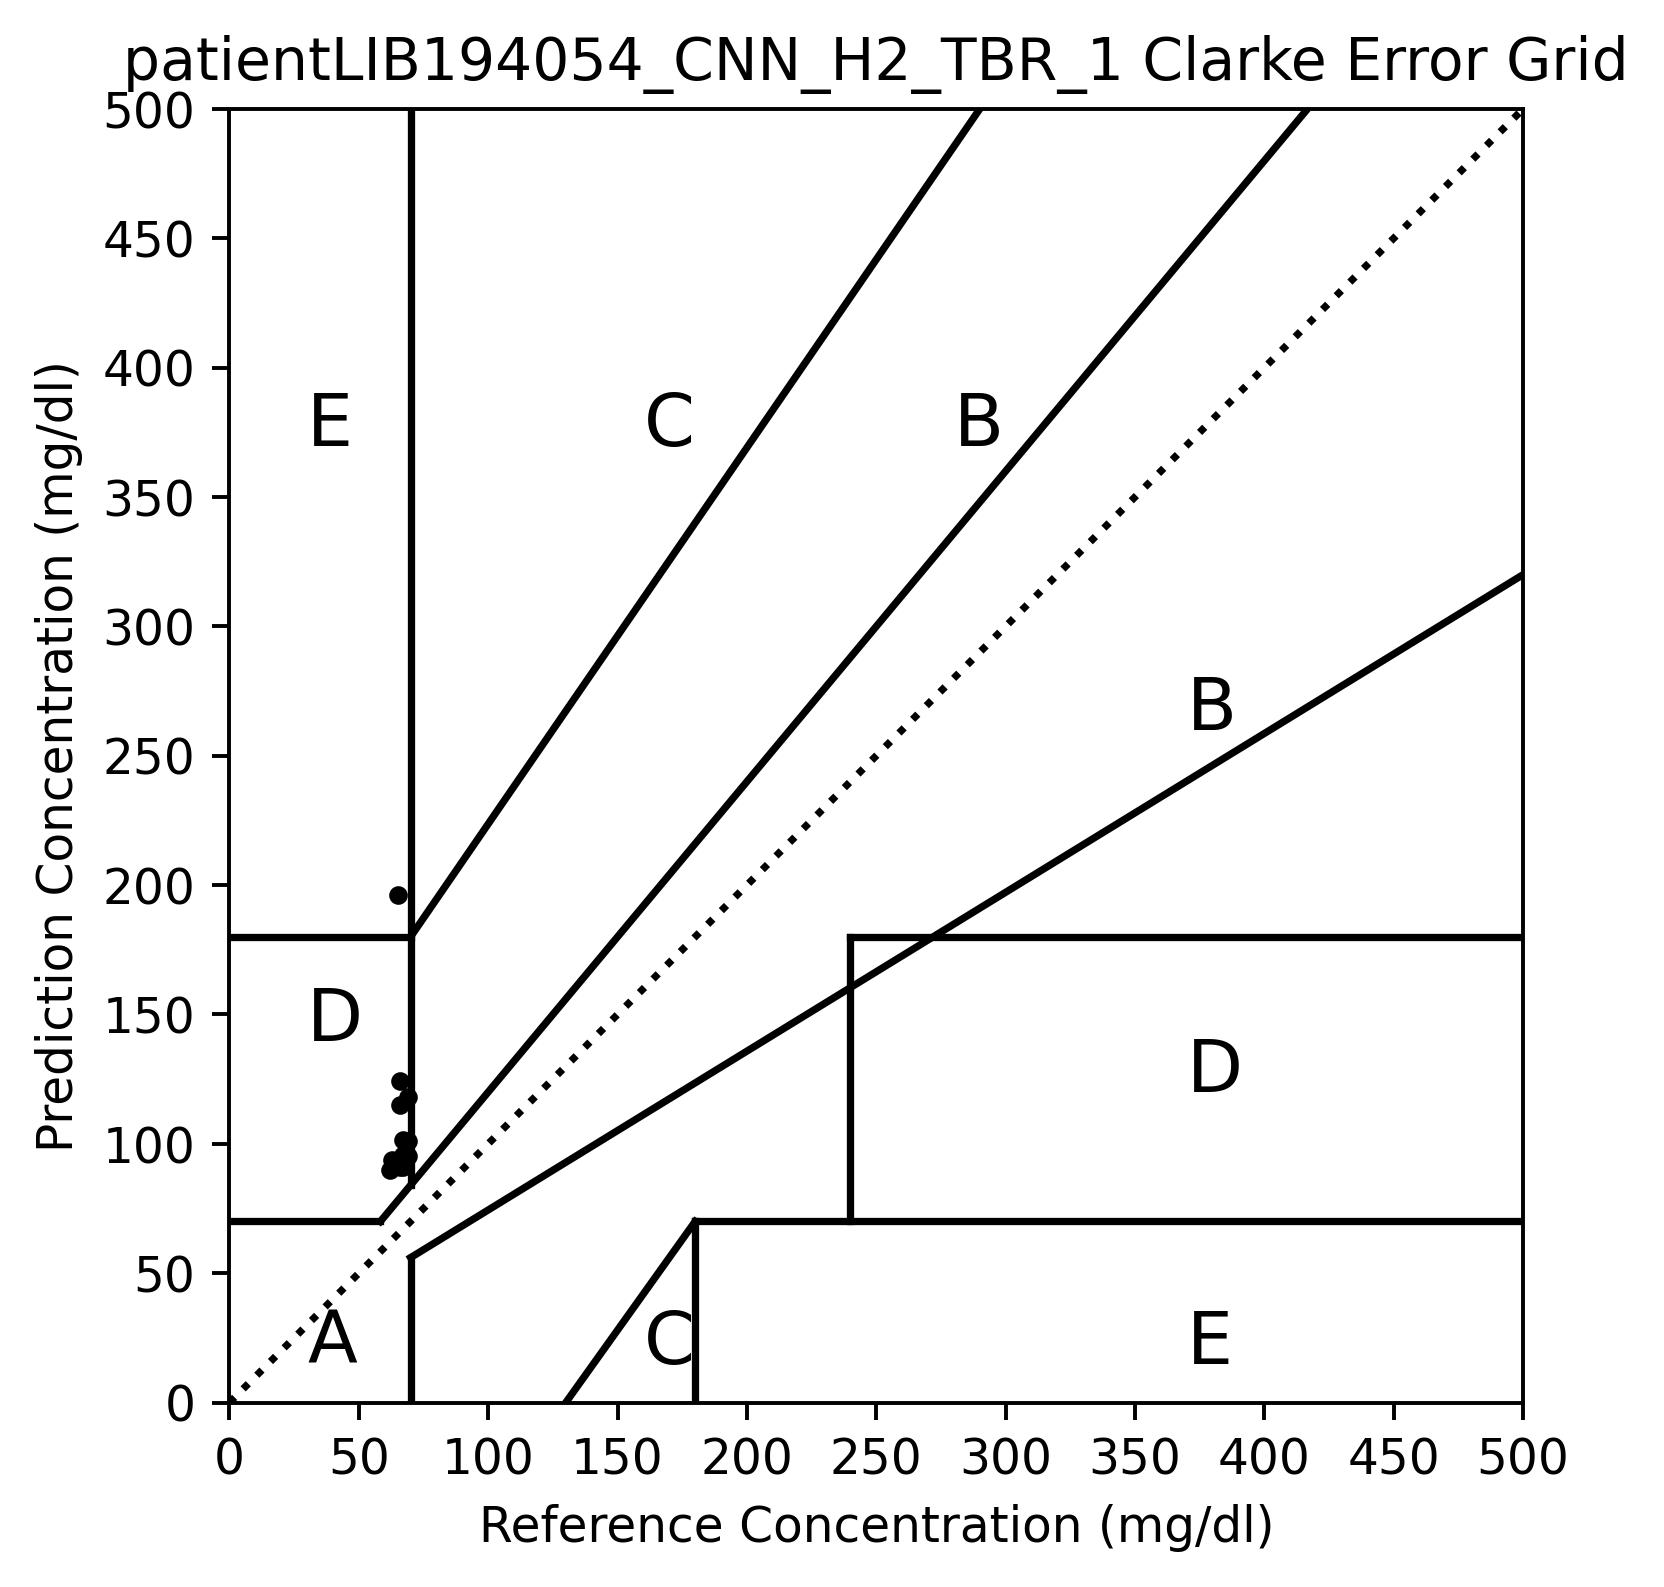 patientLIB194054_CNN_H2_TBR_1 Clarke Error Grid
500
450
400
350
300
250
200
150
100
50
0
Prediction Concentration (mg/dl)
E
C
B
B
D
D
A
C
E
0 50 100 150 200 250 300 350 400 450 500
Reference Concentration (mg/dl)